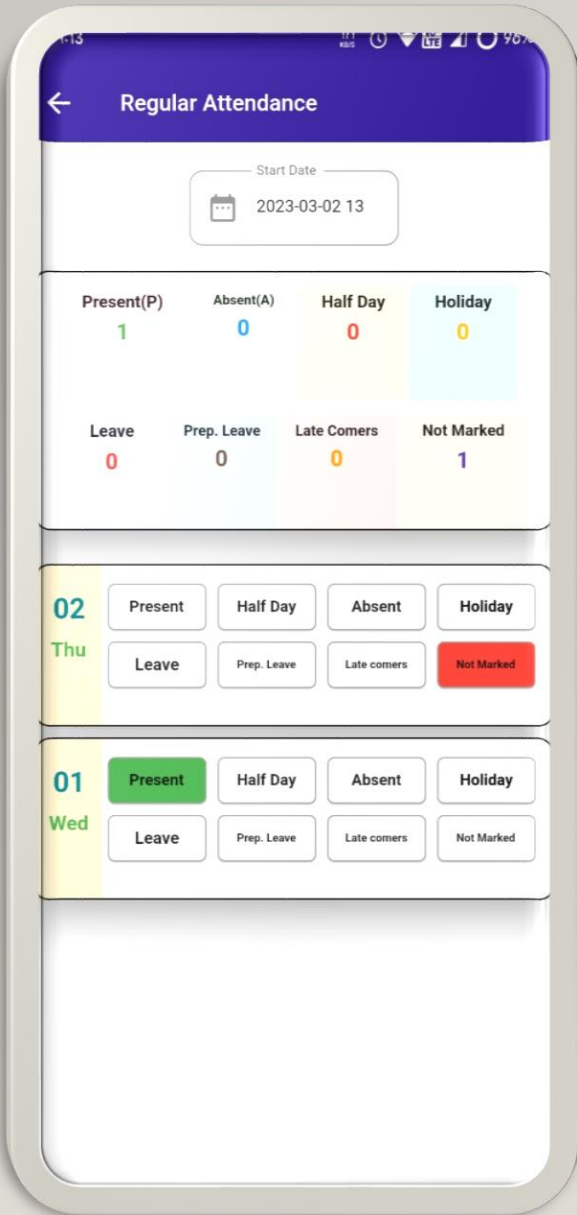 LTE 96%
Regular Attendance
Start Date
2023-03-02 13
Present(P) Absent(A) Half Day Holiday
1 0 0 0
Leave Prep. Leave Late Comers Not Marked
0 0 0 1
02 Present Half Day Absent Holiday
Thu Leave Prep. Leave Late comers Not Marked
01 Present Half Day Absent Holiday
Wed Leave Prep. Leave Late comers Not Marked